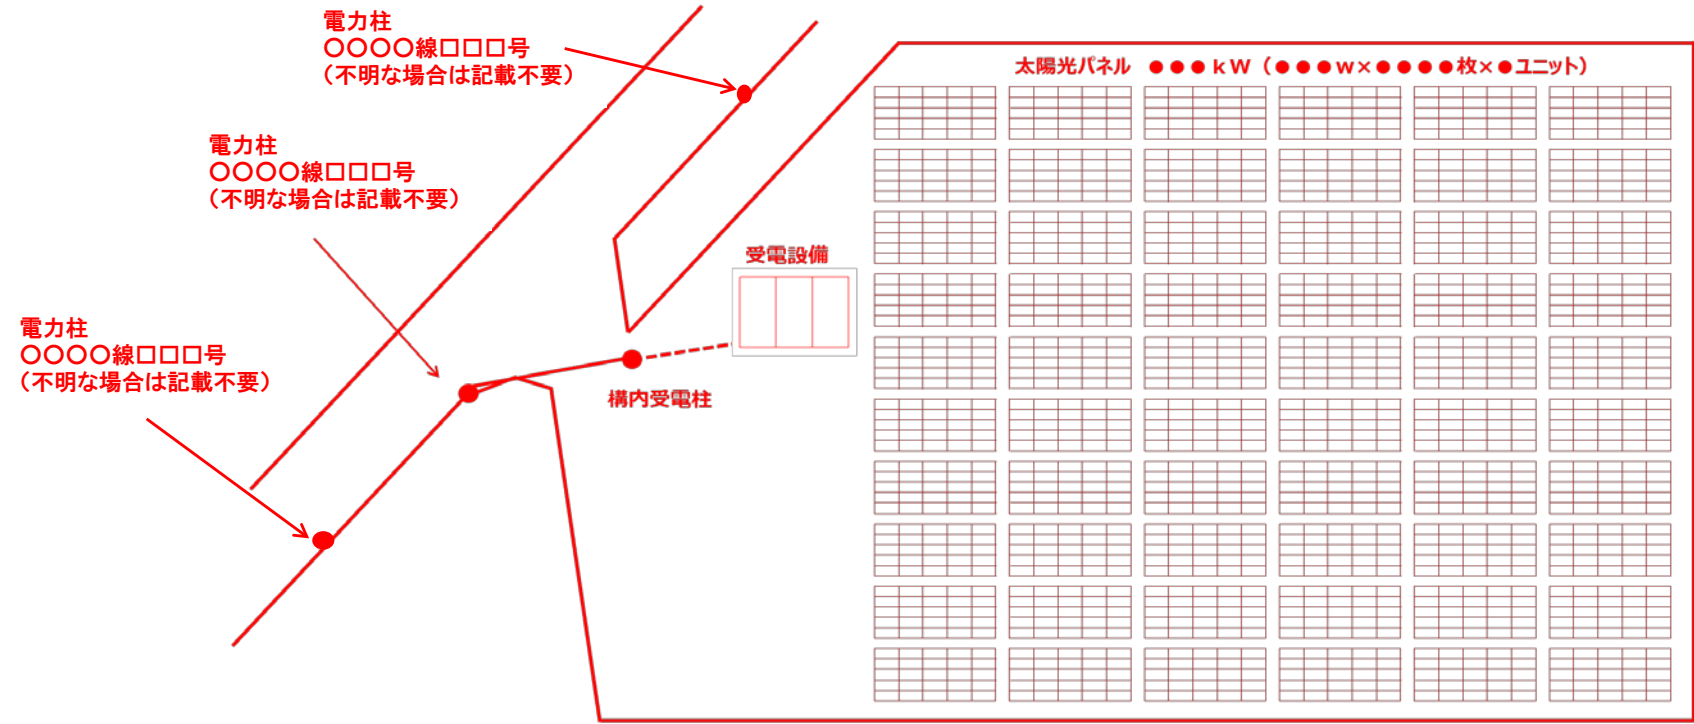 電力柱
〇〇〇〇線□□□号
（不明な場合は記載不要）
太陽光パネル ●●●kW（●●●w×●●●●枚×●ユニット）
電力柱
〇〇〇〇線□□□号
（不明な場合は記載不要）
受電設備
電力柱
〇〇〇〇線□□□号
（不明な場合は記載不要）
構内受電柱